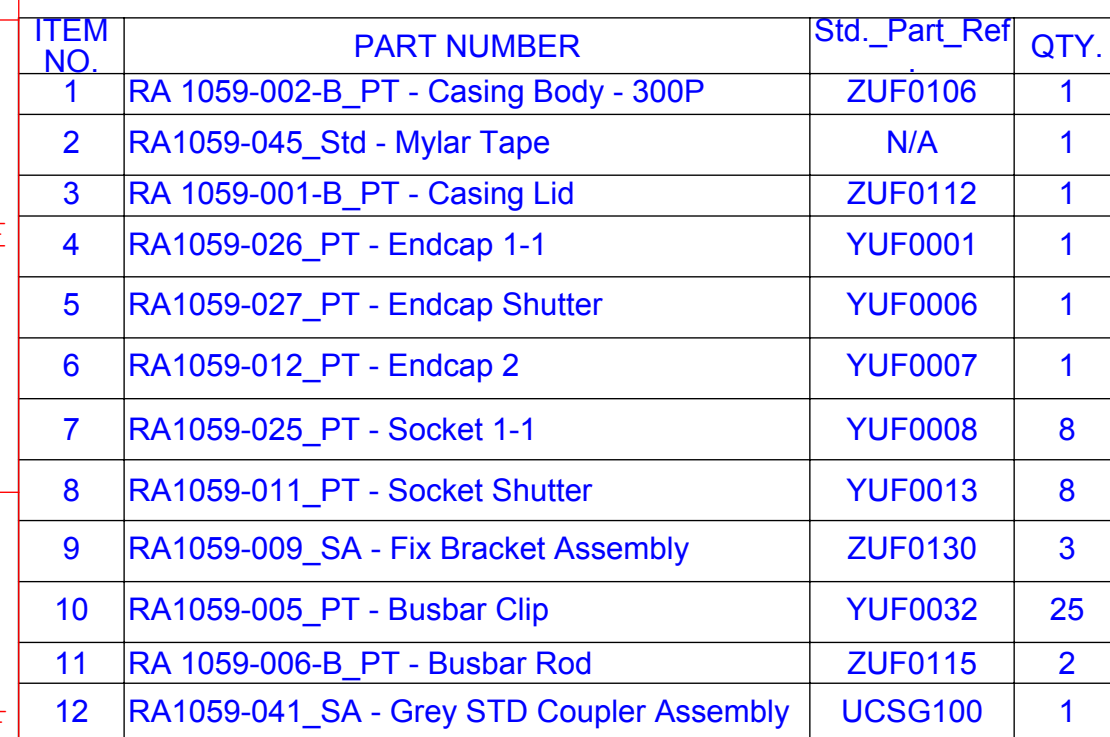 ITEM NO. PART NUMBER Std._Part_Ref. QTY.
1 RA 1059-002-B_PT - Casing Body - 300P ZUF0106 1
2 RA1059-045_Std - Mylar Tape N/A 1
3 RA 1059-001-B_PT - Casing Lid ZUF0112 1
4 RA1059-026_PT - Endcap 1-1 YUF0001 1
5 RA1059-027_PT - Endcap Shutter YUF0006 1
6 RA1059-012_PT - Endcap 2 YUF0007 1
7 RA1059-025_PT - Socket 1-1 YUF0008 8
8 RA1059-011_PT - Socket Shutter YUF0013 8
9 RA1059-009_SA - Fix Bracket Assembly ZUF0130 3
10 RA1059-005_PT - Busbar Clip YUF0032 25
11 RA 1059-006-B_PT - Busbar Rod ZUF0115 2
12 RA1059-041_SA - Grey STD Coupler Assembly UCSG100 1